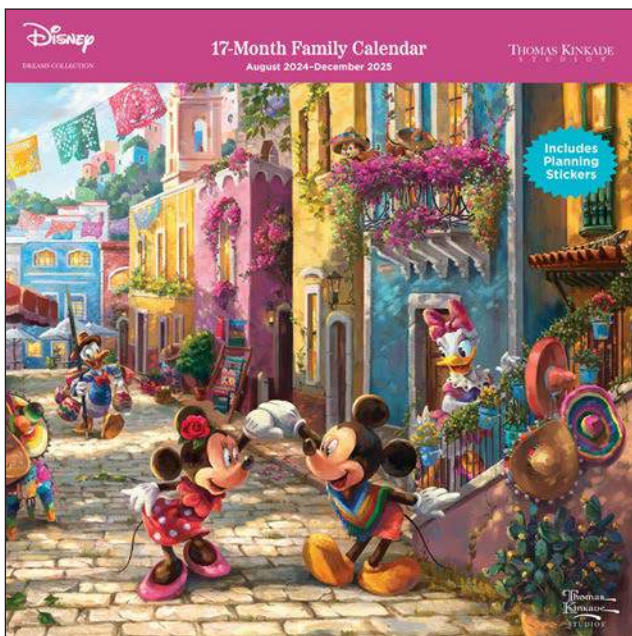 Disney
DREAMS COLLECTION
17-Month Family Calendar
August 2024–December 2025
THOMAS KINKADE
STUDIOS
Includes
Planning
Stickers
Thomas
Kinkade
STUDIOS